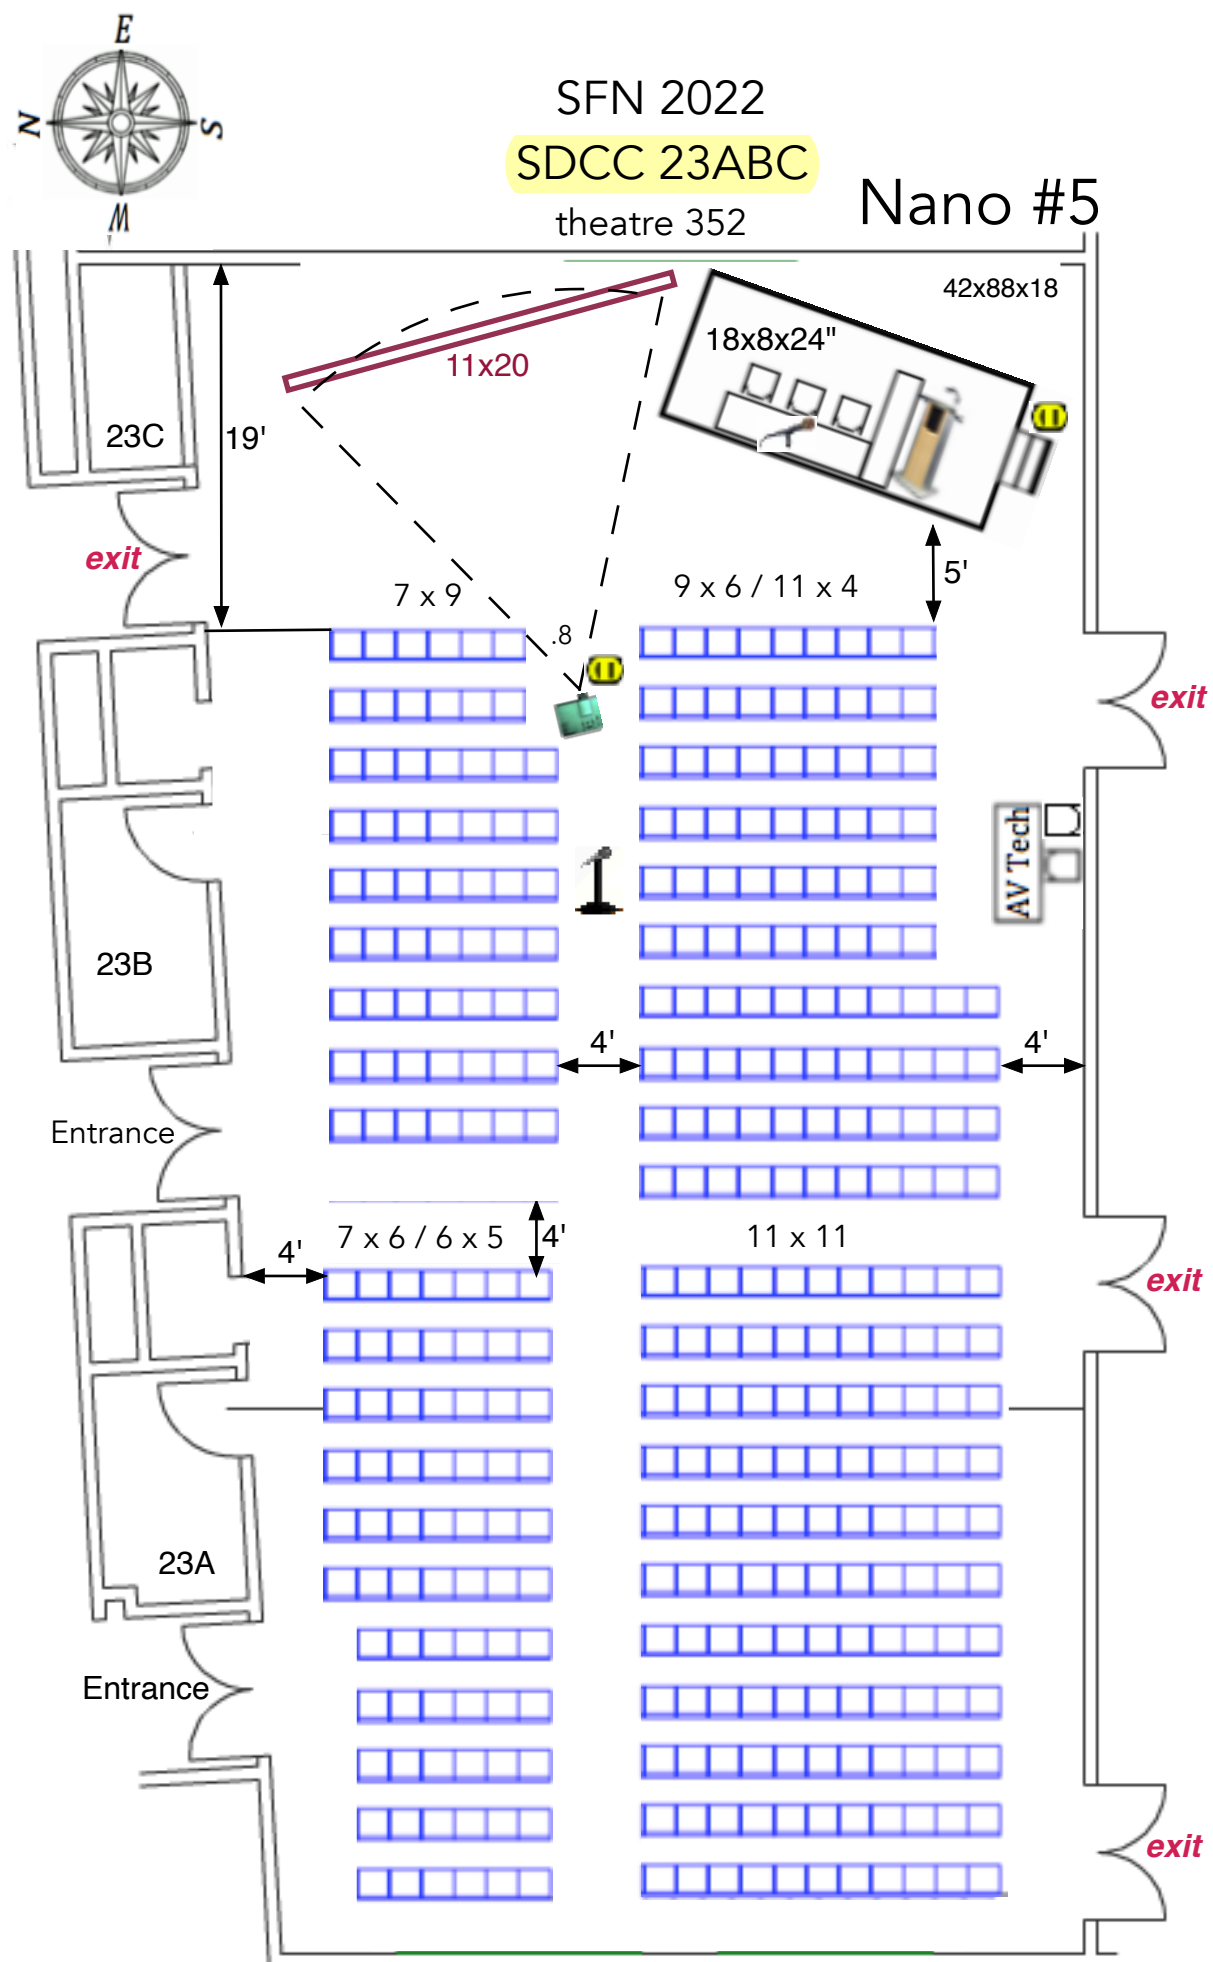 E
N
S
W
SFN 2022
SDCC 23ABC
theatre 352
Nano #5
42x88x18
18x8x24"
11x20
23C
19'
exit
5'
7 x 9
9 x 6 / 11 x 4
.8
exit
AV Tech
23B
4'
4'
Entrance
7 x 6 / 6 x 5
4'
11 x 11
4'
exit
23A
Entrance
exit